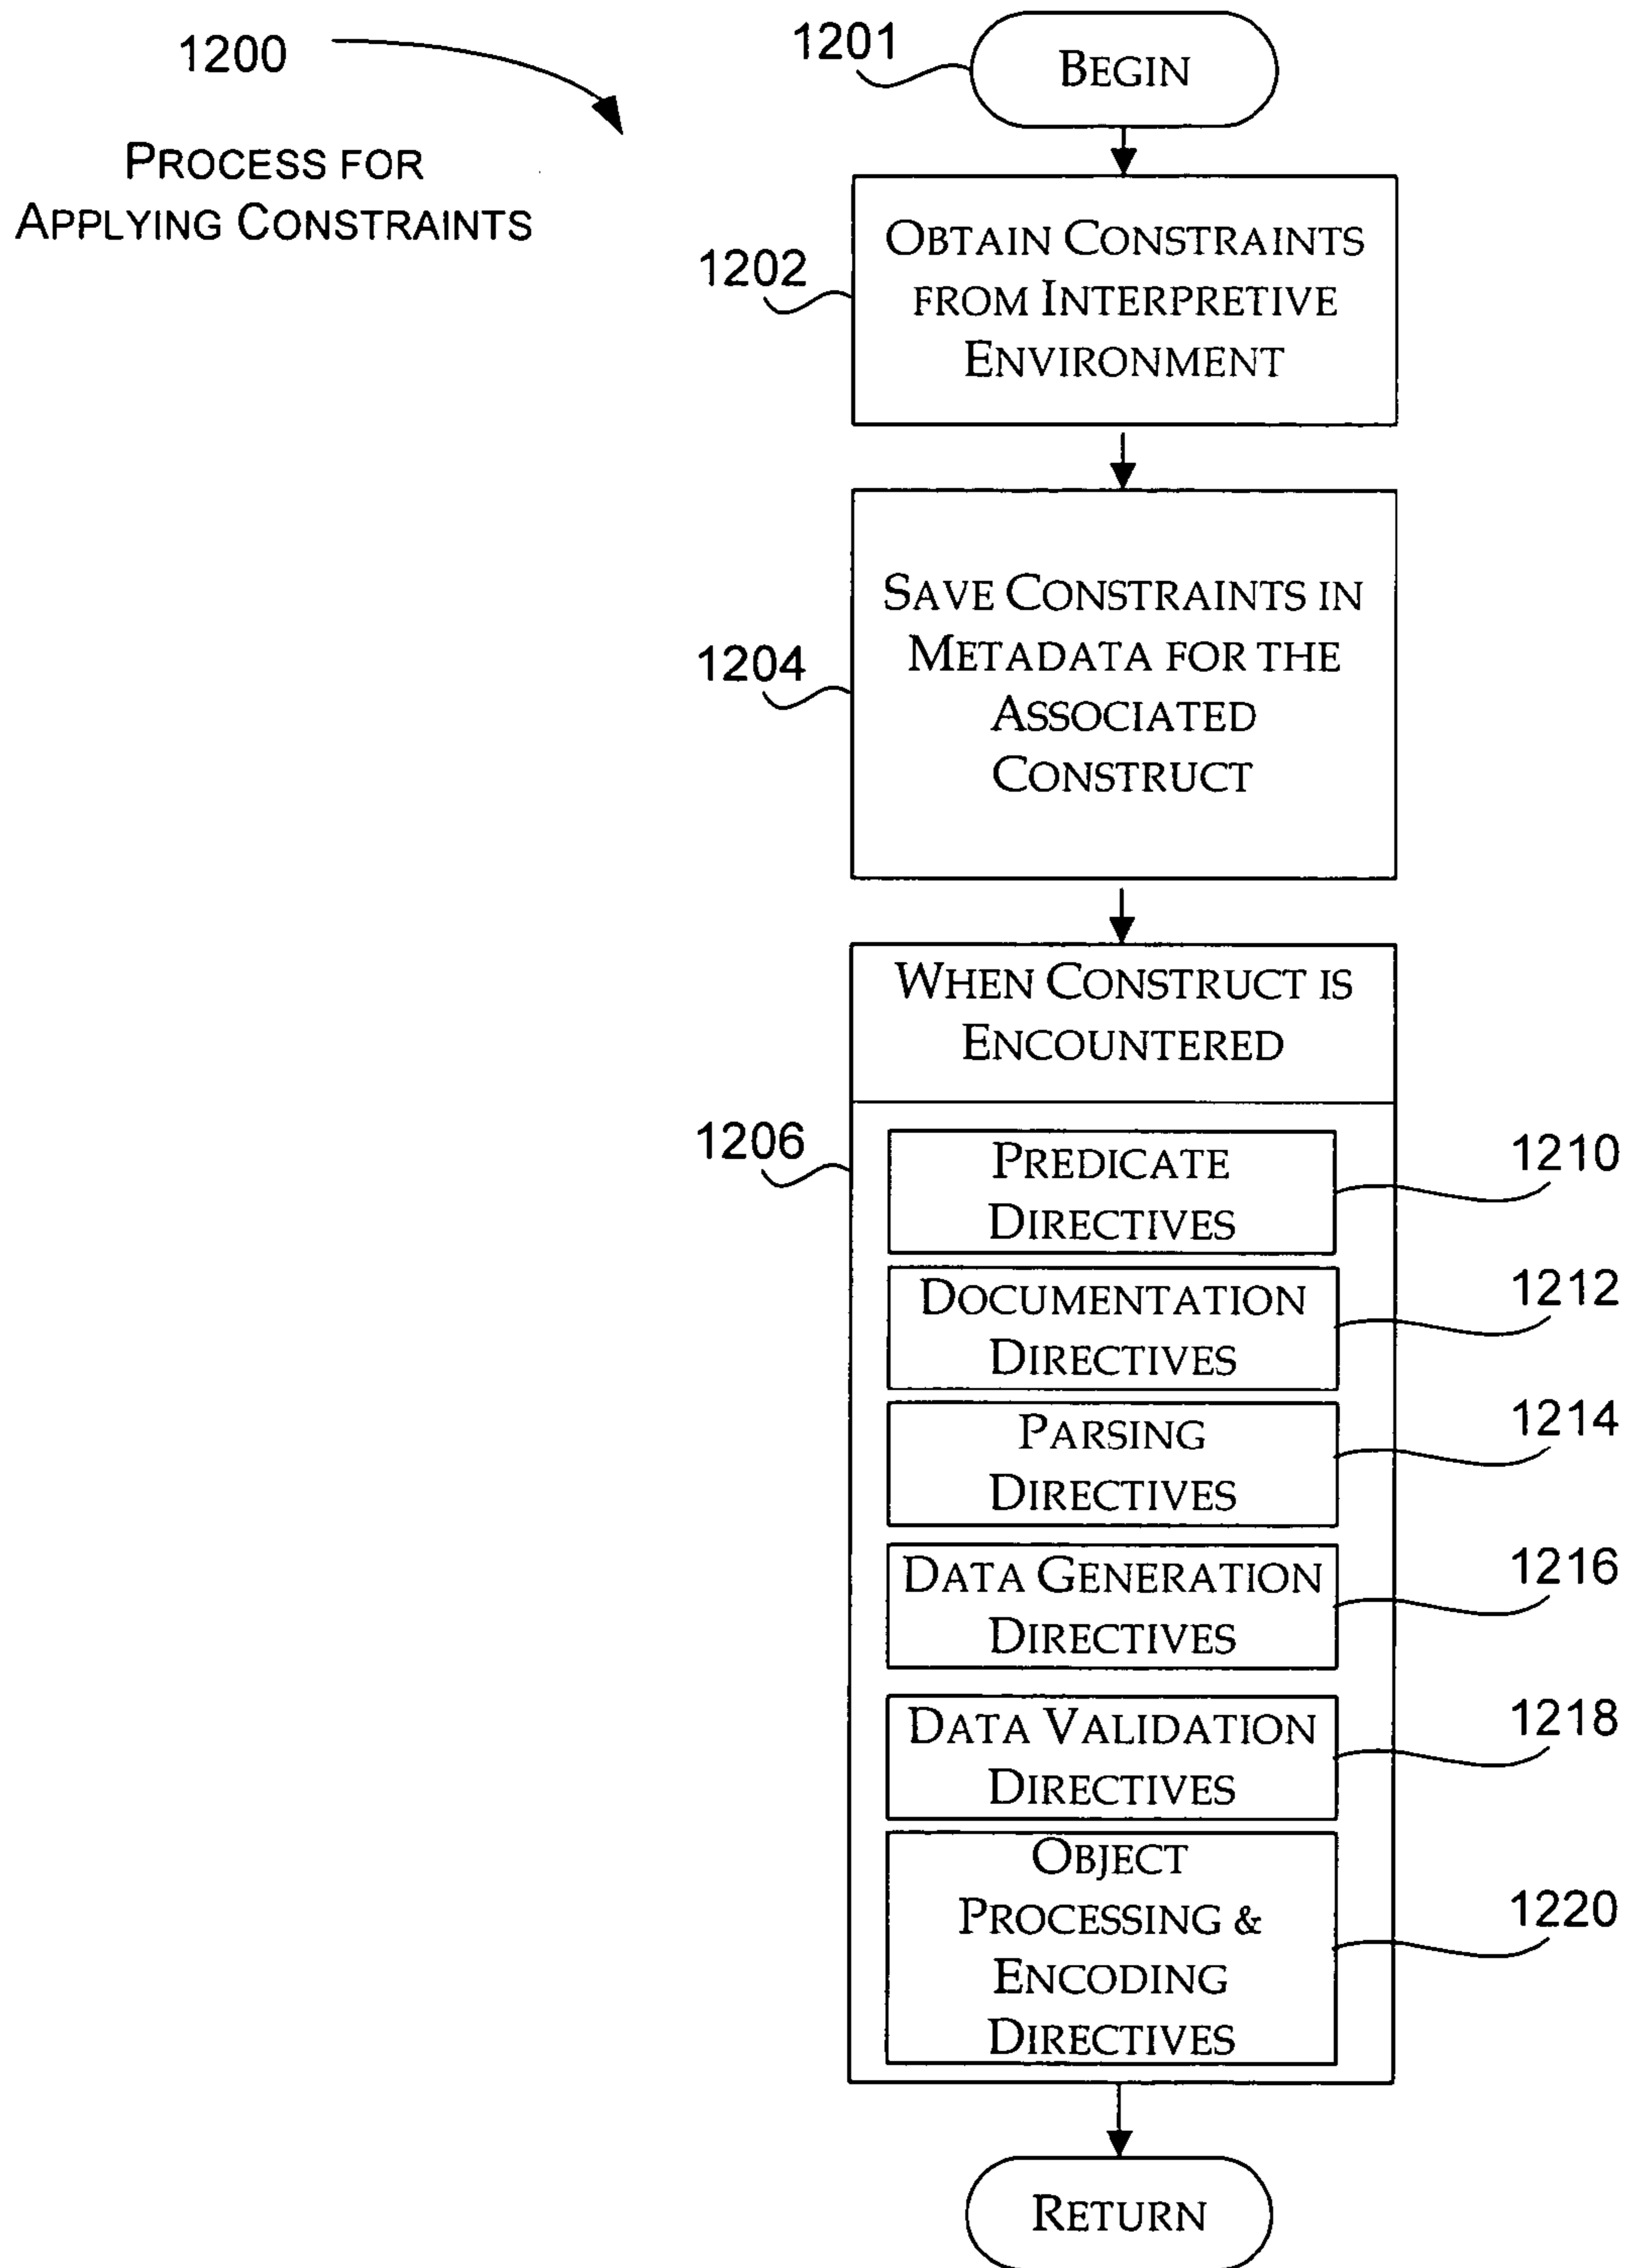 1200
PROCESS FOR
APPLYING CONSTRAINTS
1201
BEGIN
1202
OBTAIN CONSTRAINTS
FROM INTERPRETIVE
ENVIRONMENT
1204
SAVE CONSTRAINTS IN
METADATA FOR THE
ASSOCIATED
CONSTRUCT
WHEN CONSTRUCT IS
ENCOUNTERED
1206
PREDICATE
DIRECTIVES
1210
DOCUMENTATION
DIRECTIVES
1212
PARSING
DIRECTIVES
1214
DATA GENERATION
DIRECTIVES
1216
DATA VALIDATION
DIRECTIVES
1218
OBJECT
PROCESSING &
ENCODING
DIRECTIVES
1220
RETURN